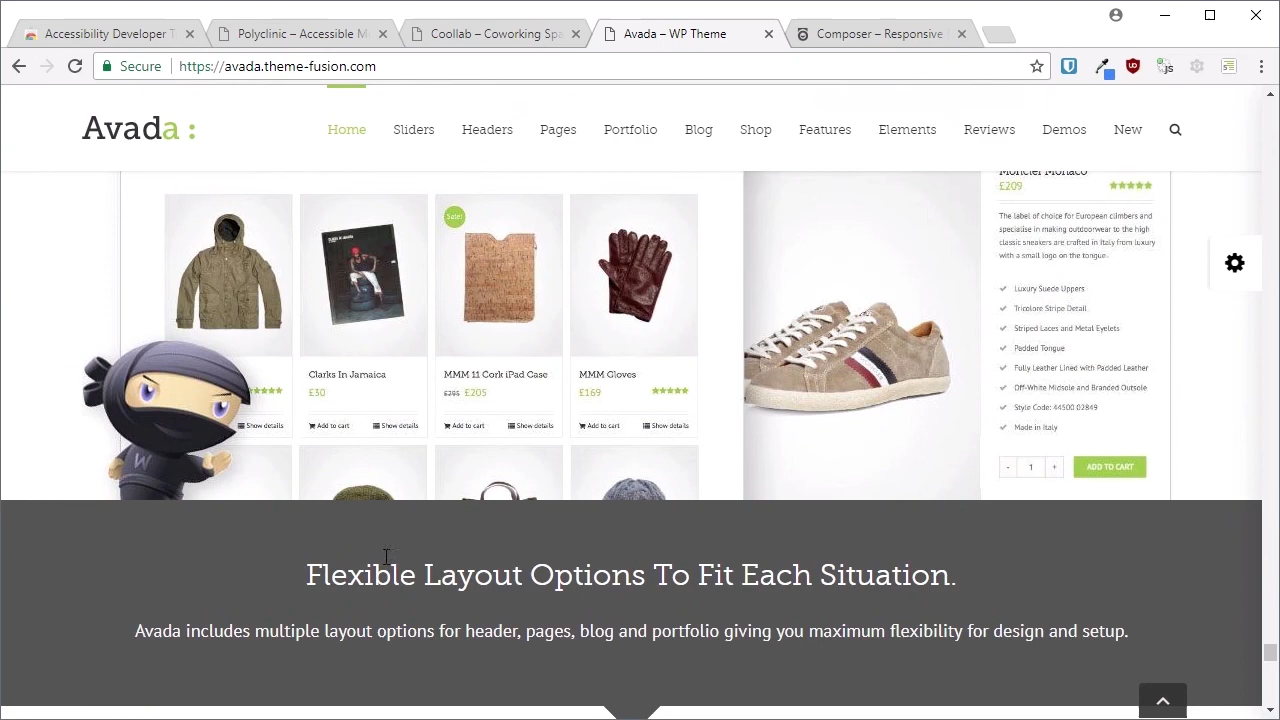 Accessibility Developer T
Polyclinic – Accessible M
Coollab – Coworking Spa
Avada – WP Theme
Composer – Responsive
Secure
https://avada.theme-fusion.com
Avada :
Home
Sliders
Headers
Pages
Portfolio
Blog
Shop
Features
Elements
Reviews
Demos
New
Sale!
Clarks In Jamaica
£30
MMM 11 Cork iPad Case
£295 £205
MMM Gloves
£169
Show details
Add to cart
Show details
Add to cart
Show details
Add to cart
Show details
W
Moncler Monaco
£209
The label of choice for European climbers and
specialise in making outdoorwear to the high
classic sneakers are crafted in Italy from luxury
with a small logo on the tongue.
Luxury Suede Uppers
Tricolore Stripe Detail
Striped Laces and Metal Eyelets
Padded Tongue
Fully Leather Lined with Padded Leather
Off-White Midsole and Branded Outsole
Style Code: 44500 02849
Made in Italy
- 1 +
ADD TO CART
Flexible Layout Options To Fit Each Situation.
Avada includes multiple layout options for header, pages, blog and portfolio giving you maximum flexibility for design and setup.